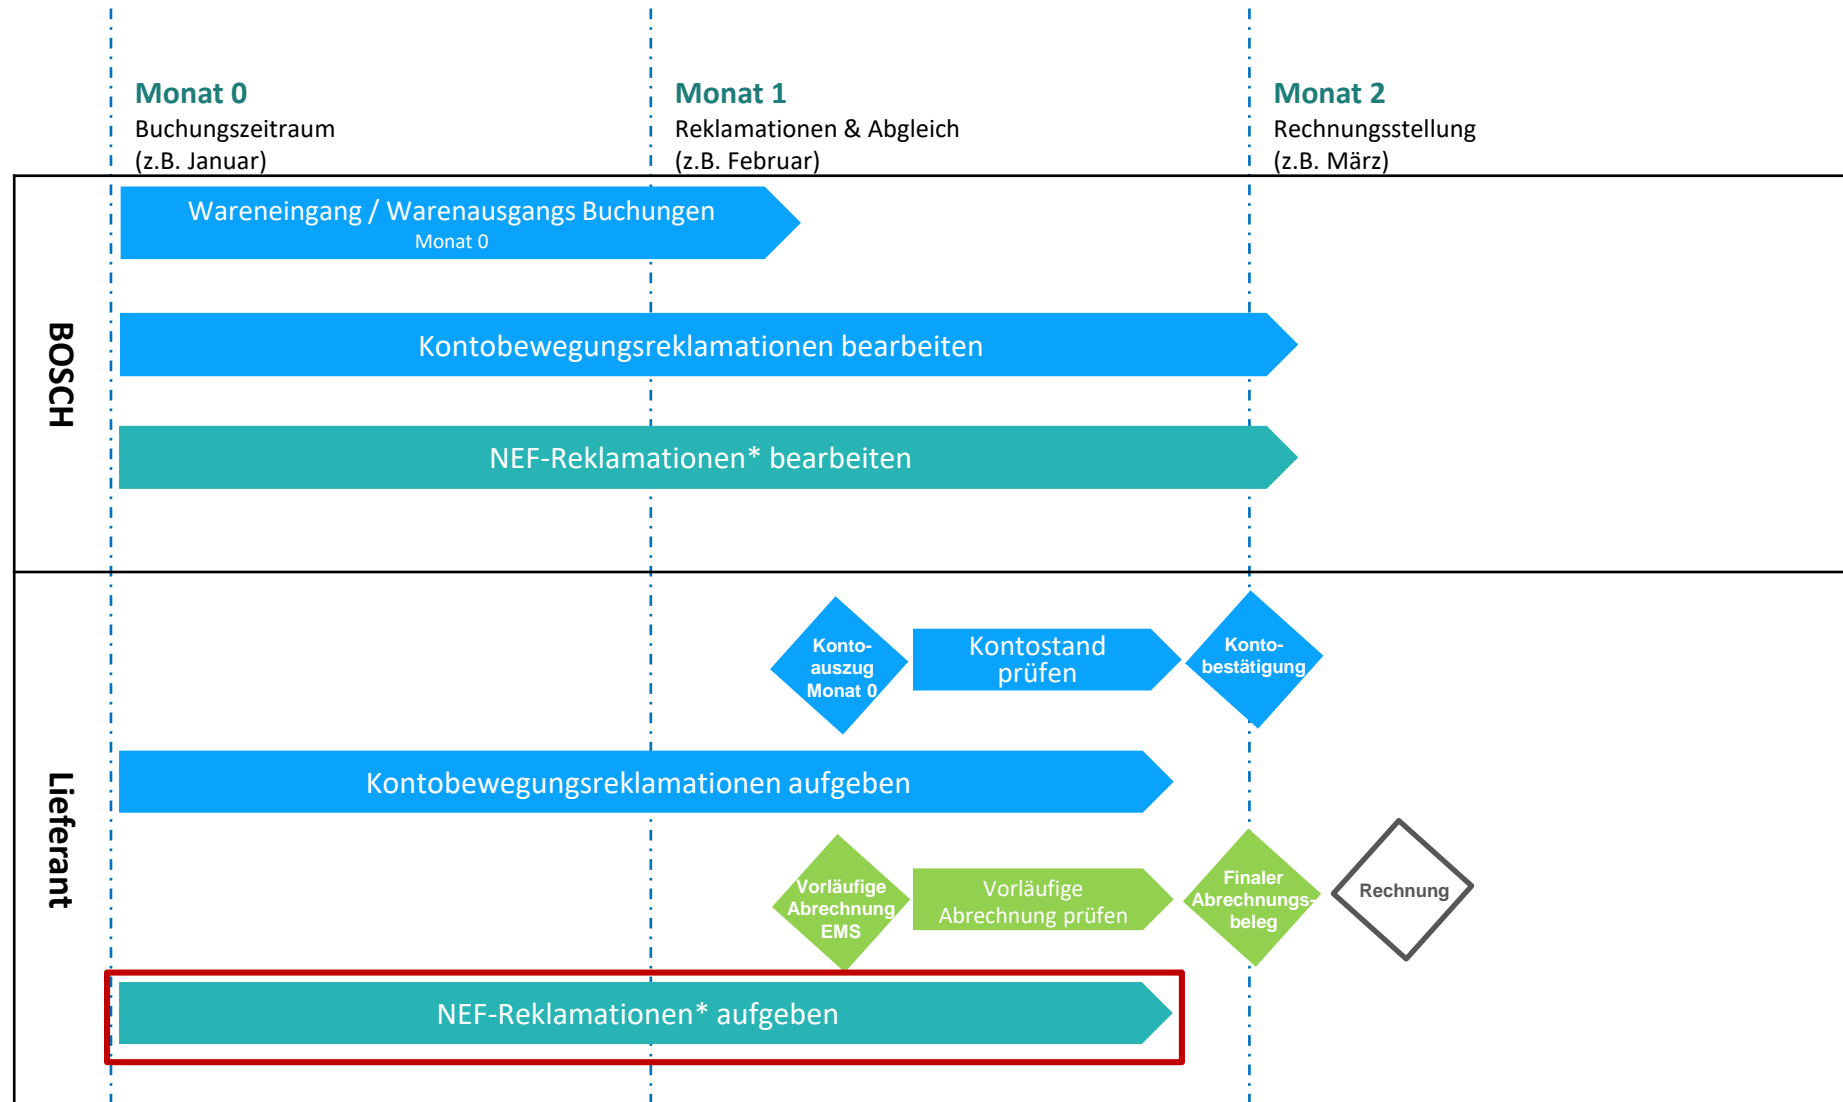 Monat 0
Buchungszeitraum
(z.B. Januar)
Monat 1
Reklamationen & Abgleich
(z.B. Februar)
Monat 2
Rechnungsstellung
(z.B. März)
BOSCH
Wareneingang / Warenausgangs Buchungen
Monat 0
Kontobewegungsreklamationen bearbeiten
NEF-Reklamationen* bearbeiten
Lieferant
Konto-
auszug
Monat 0
Kontostand
prüfen
Konto-
bestätigung
Kontobewegungsreklamationen aufgeben
Vorläufige
Abrechnung
EMS
Vorläufige
Abrechnung prüfen
Finaler
Abrechnungs-
beleg
Rechnung
NEF-Reklamationen* aufgeben